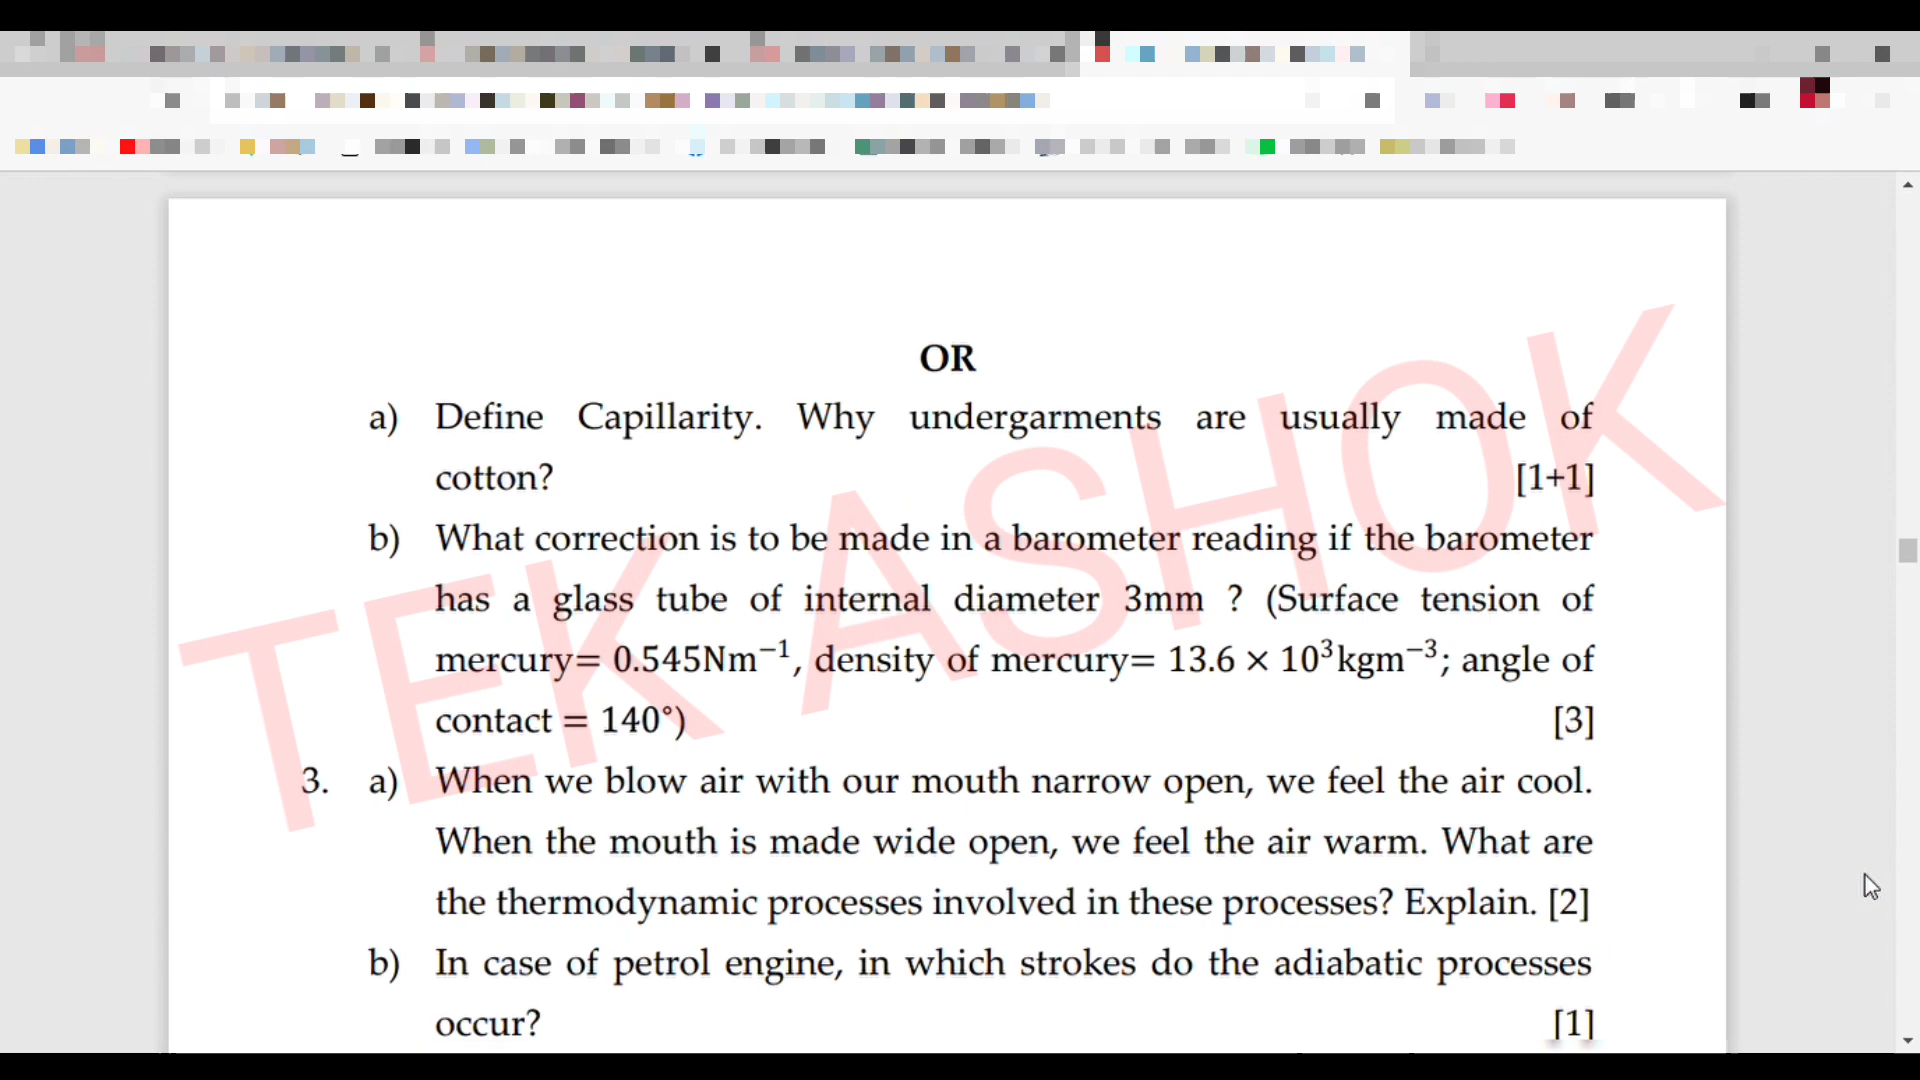 OR
a) Define Capillarity. Why undergarments are usually made of
cotton? [1+1]
b) What correction is to be made in a barometer reading if the barometer
has a glass tube of internal diameter 3mm ? (Surface tension of
mercury= 0.545Nm⁻¹, density of mercury= 13.6 × 10³kgm⁻³; angle of
contact = 140°) [3]
3. a) When we blow air with our mouth narrow open, we feel the air cool.
When the mouth is made wide open, we feel the air warm. What are
the thermodynamic processes involved in these processes? Explain. [2]
b) In case of petrol engine, in which strokes do the adiabatic processes
occur? [1]
TEK ASHOK